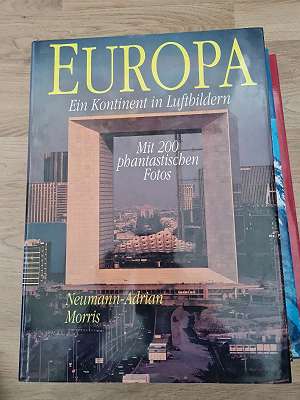 EUROPA
Ein Kontinent in Luftbildern
Mit 200
phantastischen
Fotos
Neumann-Adrian
Morris